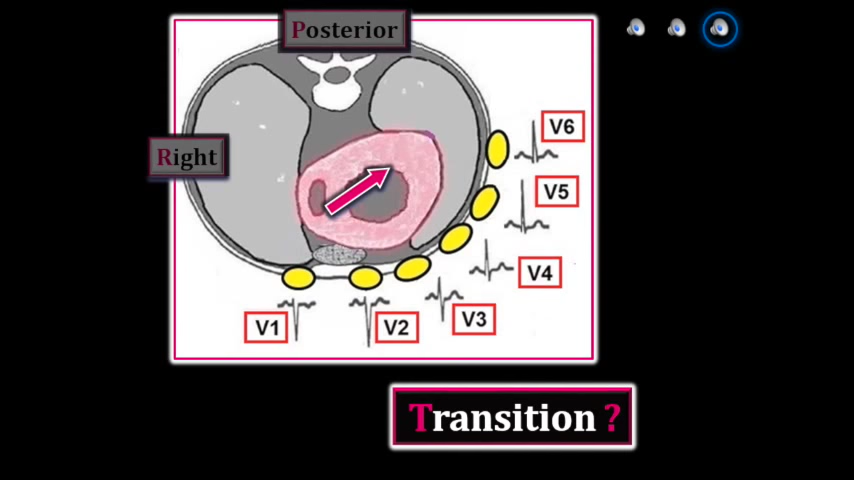 Posterior
Right
V6
V5
V4
V3
V2
V1
Transition ?